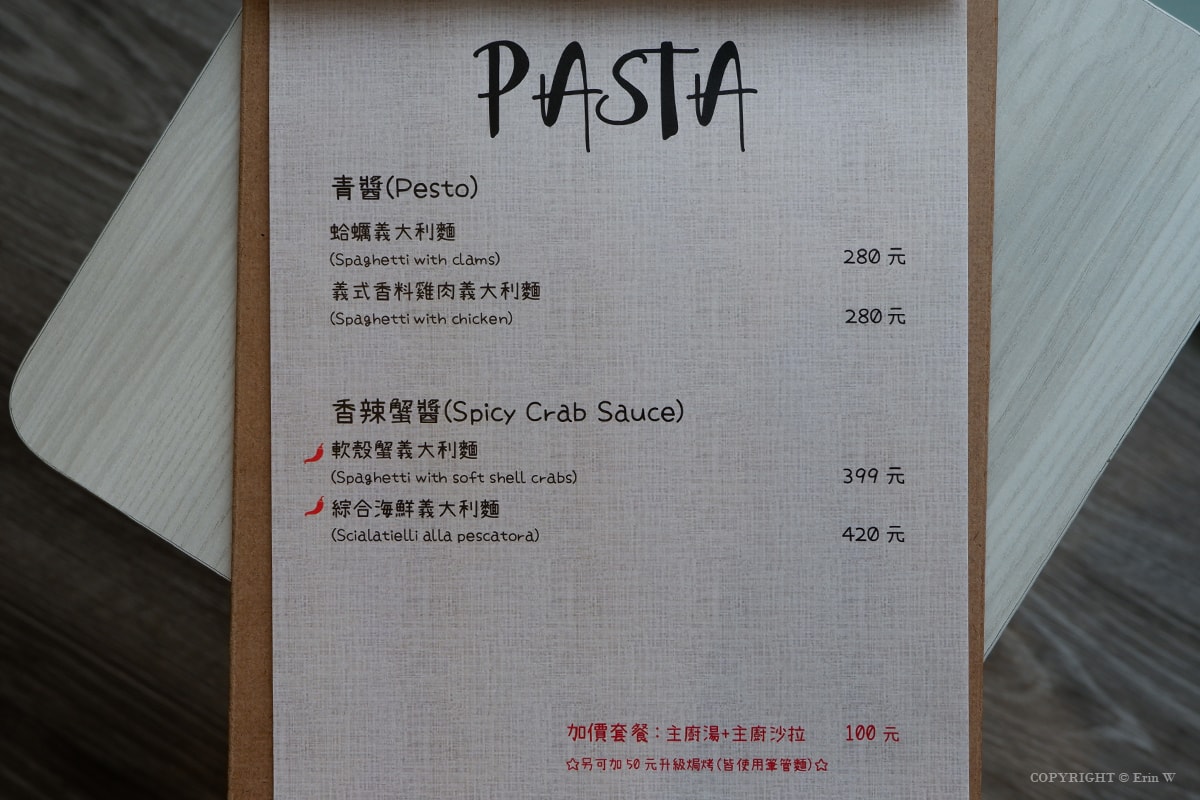 PASTA
青醬(Pesto)
蛤蠣義大利麵
(Spaghetti with clams)
280 元
義式香料雞肉義大利麵
(Spaghetti with chicken)
280 元
香辣蟹醬(Spicy Crab Sauce)
軟殼蟹義大利麵
(Spaghetti with soft shell crabs)
399 元
綜合海鮮義大利麵
(Scialatielli alla pescatora)
420 元
加價套餐:主廚湯+主廚沙拉 100 元
☆另可加 50 元升級焗烤(皆使用筆管麵)☆
COPYRIGHT © Erin W